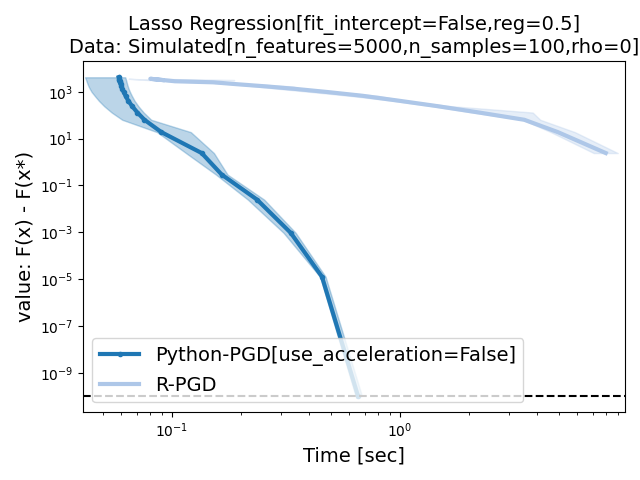 Lasso Regression[fit_intercept=False,reg=0.5]
Data: Simulated[n_features=5000,n_samples=100,rho=0]
value: F(x) - F(x*)
10³
10¹
10⁻¹
10⁻³
10⁻⁵
10⁻⁷
10⁻⁹
Python-PGD[use_acceleration=False]
R-PGD
10⁻¹
10⁰
Time [sec]